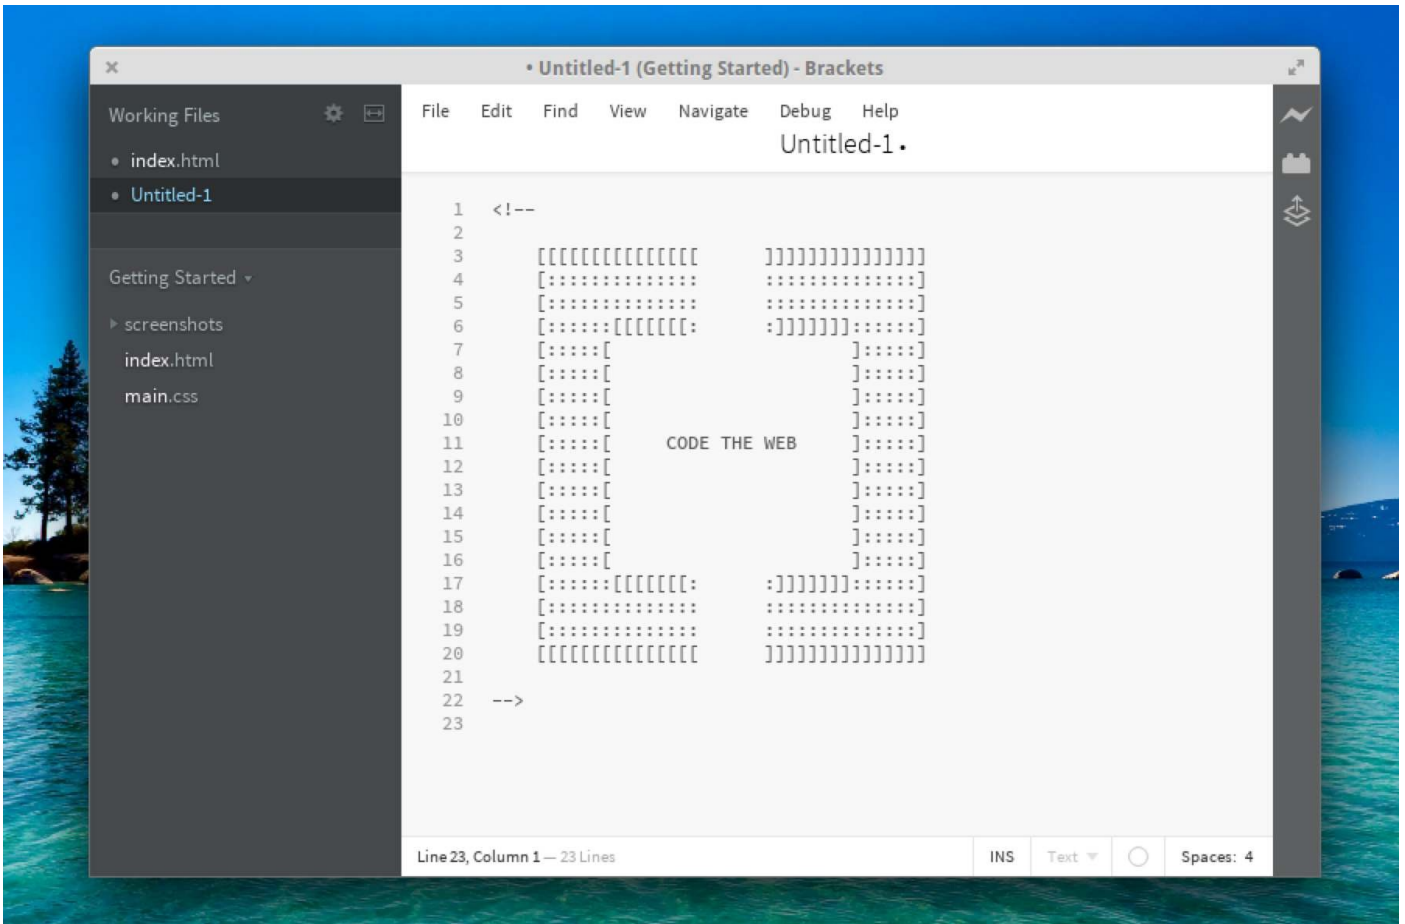 • Untitled-1 (Getting Started) - Brackets
Working Files
• index.html
• Untitled-1
Getting Started
screenshots
index.html
main.css
File Edit Find View Navigate Debug Help
Untitled-1 •
1 <!--
2
3     [[[[[[[[[[[[[[[      ]]]]]]]]]]]]]]]
4     [::::::::::::::      ::::::::::::::]
5     [::::::::::::::      ::::::::::::::]
6     [::::::[[[[[[[:      :]]]]]]]::::::]
7     [:::::[                      ]:::::]
8     [:::::[                      ]:::::]
9     [:::::[                      ]:::::]
10     [:::::[                      ]:::::]
11     [:::::[     CODE THE WEB     ]:::::]
12     [:::::[                      ]:::::]
13     [:::::[                      ]:::::]
14     [:::::[                      ]:::::]
15     [:::::[                      ]:::::]
16     [:::::[                      ]:::::]
17     [::::::[[[[[[[:      :]]]]]]]::::::]
18     [::::::::::::::      ::::::::::::::]
19     [::::::::::::::      ::::::::::::::]
20     [[[[[[[[[[[[[[[      ]]]]]]]]]]]]]]]
21
22 -->
23
Line 23, Column 1 — 23 Lines INS Text Spaces: 4